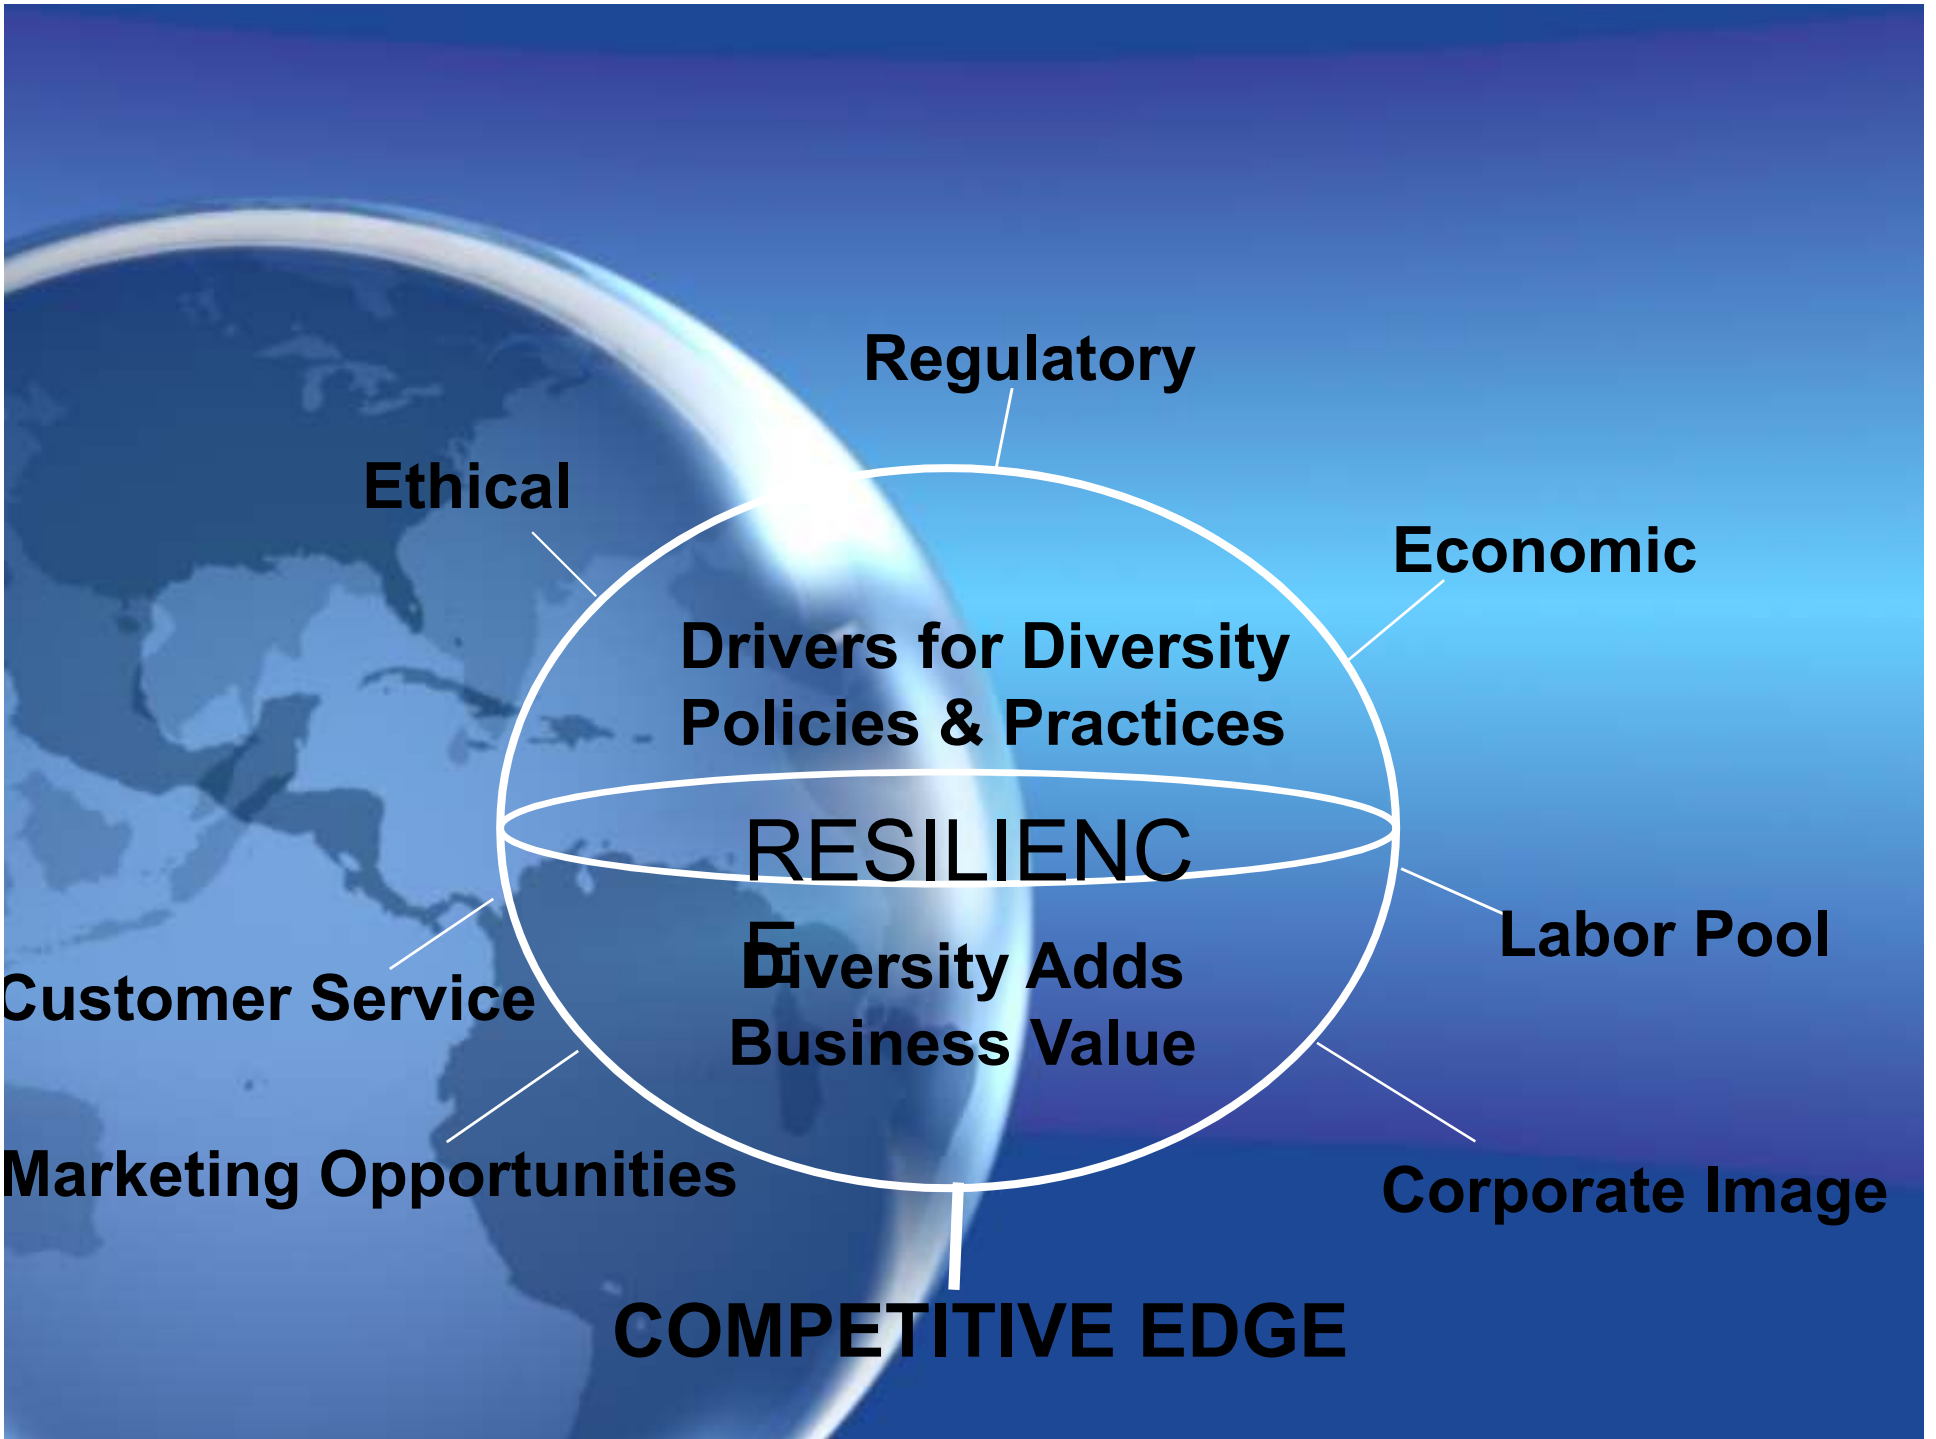 Regulatory
Ethical
Economic
Drivers for Diversity
Policies & Practices
RESILIENC
E
Diversity Adds
Business Value
Labor Pool
Customer Service
Marketing Opportunities
Corporate Image
COMPETITIVE EDGE